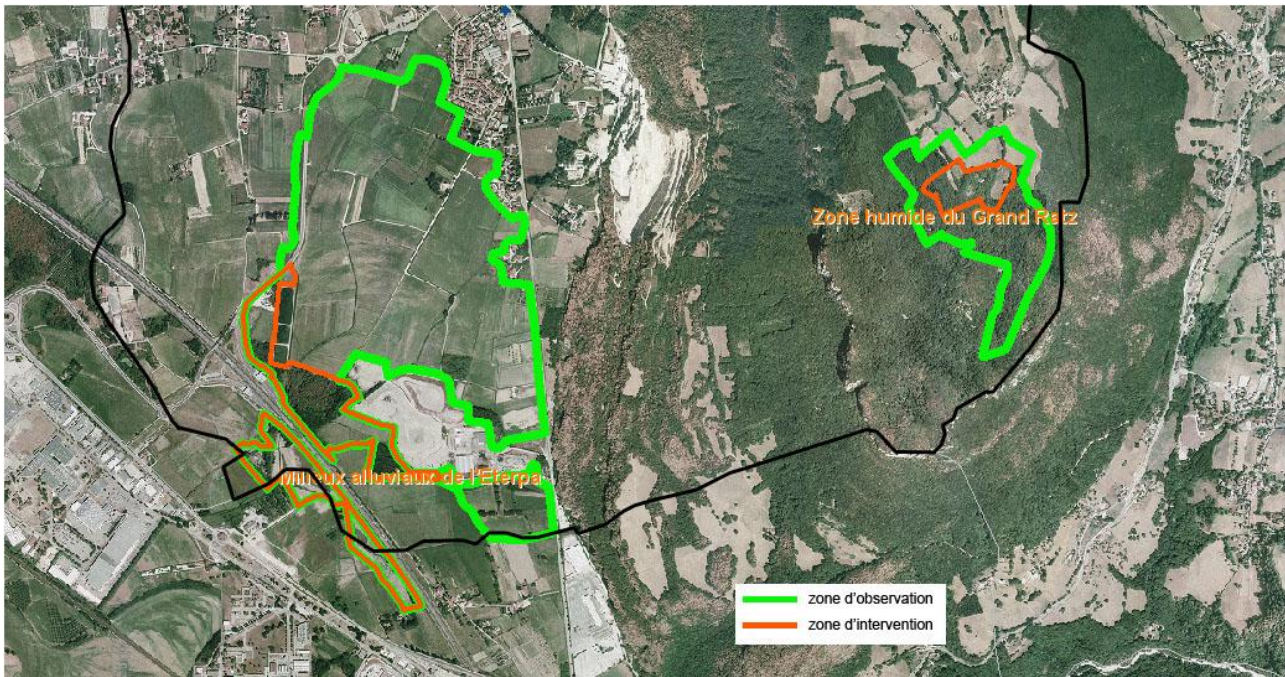 Zone humide du Grand Ratz
Milieux alluviaux de l'Eterpa
zone d'observation
zone d'intervention